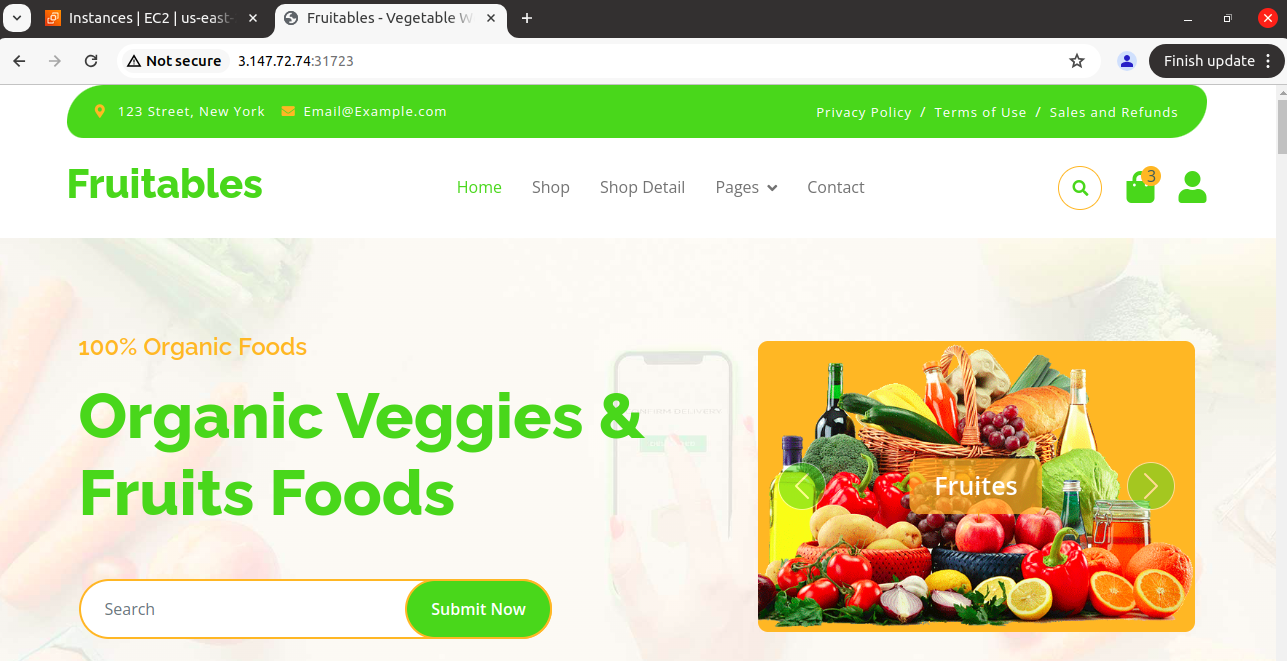 Instances | EC2 | us-east-
Fruitables - Vegetable W
Not secure
3.147.72.74:31723
Finish update
123 Street, New York
Email@Example.com
Privacy Policy / Terms of Use / Sales and Refunds
Fruitables
Home
Shop
Shop Detail
Pages
Contact
3
100% Organic Foods
Organic Veggies &
Fruits Foods
Fruites
Search
Submit Now